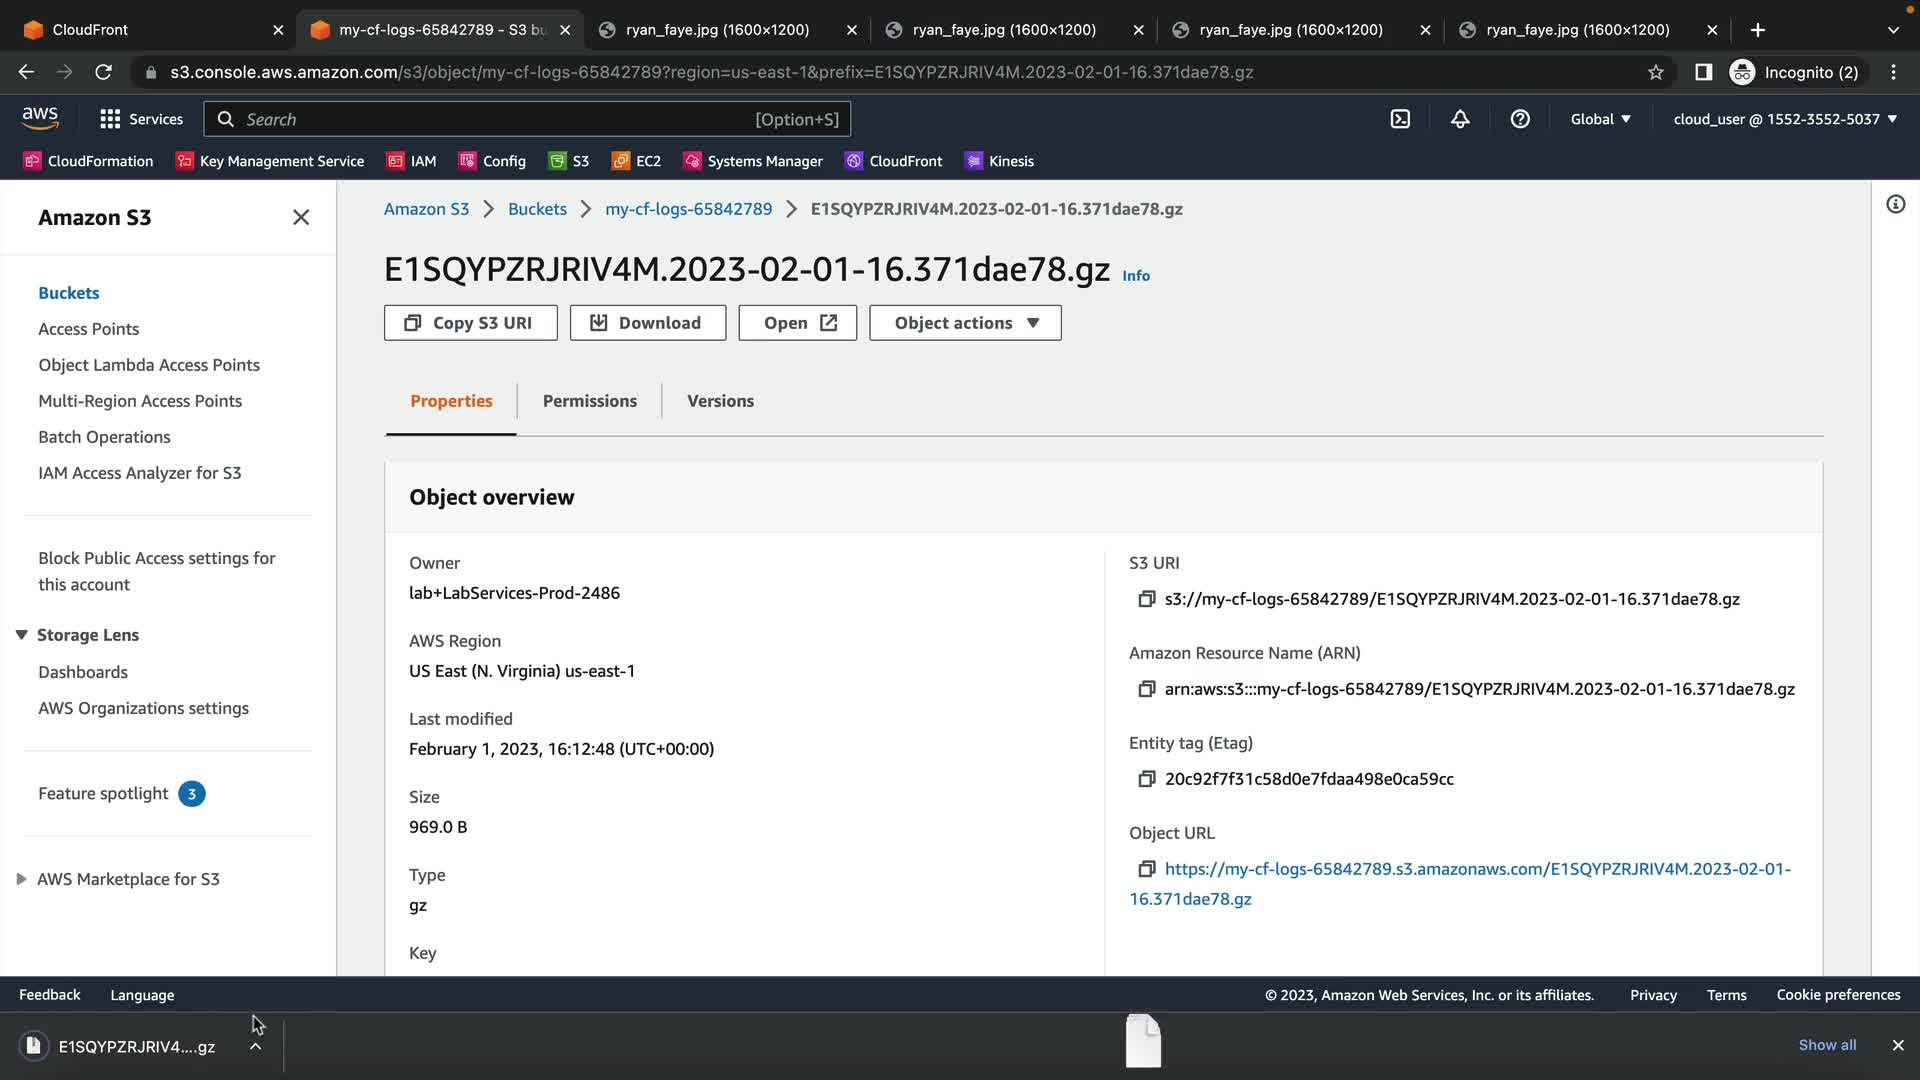 CloudFront
my-cf-logs-65842789 - S3 bu
ryan_faye.jpg (1600×1200)
ryan_faye.jpg (1600×1200)
ryan_faye.jpg (1600×1200)
ryan_faye.jpg (1600×1200)
s3.console.aws.amazon.com/s3/object/my-cf-logs-65842789?region=us-east-1&prefix=E1SQYPZRJRIV4M.2023-02-01-16.371dae78.gz
Incognito (2)
aws
Services
Search
[Option+S]
Global
cloud_user @ 1552-3552-5037
CloudFormation
Key Management Service
IAM
Config
S3
EC2
Systems Manager
CloudFront
Kinesis
Amazon S3
Buckets
Access Points
Object Lambda Access Points
Multi-Region Access Points
Batch Operations
IAM Access Analyzer for S3
Block Public Access settings for
this account
Storage Lens
Dashboards
AWS Organizations settings
Feature spotlight 3
AWS Marketplace for S3
Amazon S3 > Buckets > my-cf-logs-65842789 > E1SQYPZRJRIV4M.2023-02-01-16.371dae78.gz
E1SQYPZRJRIV4M.2023-02-01-16.371dae78.gz Info
Copy S3 URI
Download
Open
Object actions
Properties
Permissions
Versions
Object overview
Owner
lab+LabServices-Prod-2486
AWS Region
US East (N. Virginia) us-east-1
Last modified
February 1, 2023, 16:12:48 (UTC+00:00)
Size
969.0 B
Type
gz
Key
S3 URI
s3://my-cf-logs-65842789/E1SQYPZRJRIV4M.2023-02-01-16.371dae78.gz
Amazon Resource Name (ARN)
arn:aws:s3:::my-cf-logs-65842789/E1SQYPZRJRIV4M.2023-02-01-16.371dae78.gz
Entity tag (Etag)
20c92f7f31c58d0e7fdaa498e0ca59cc
Object URL
https://my-cf-logs-65842789.s3.amazonaws.com/E1SQYPZRJRIV4M.2023-02-01-
16.371dae78.gz
Feedback
Language
© 2023, Amazon Web Services, Inc. or its affiliates.
Privacy
Terms
Cookie preferences
E1SQYPZRJRIV4....gz
Show all